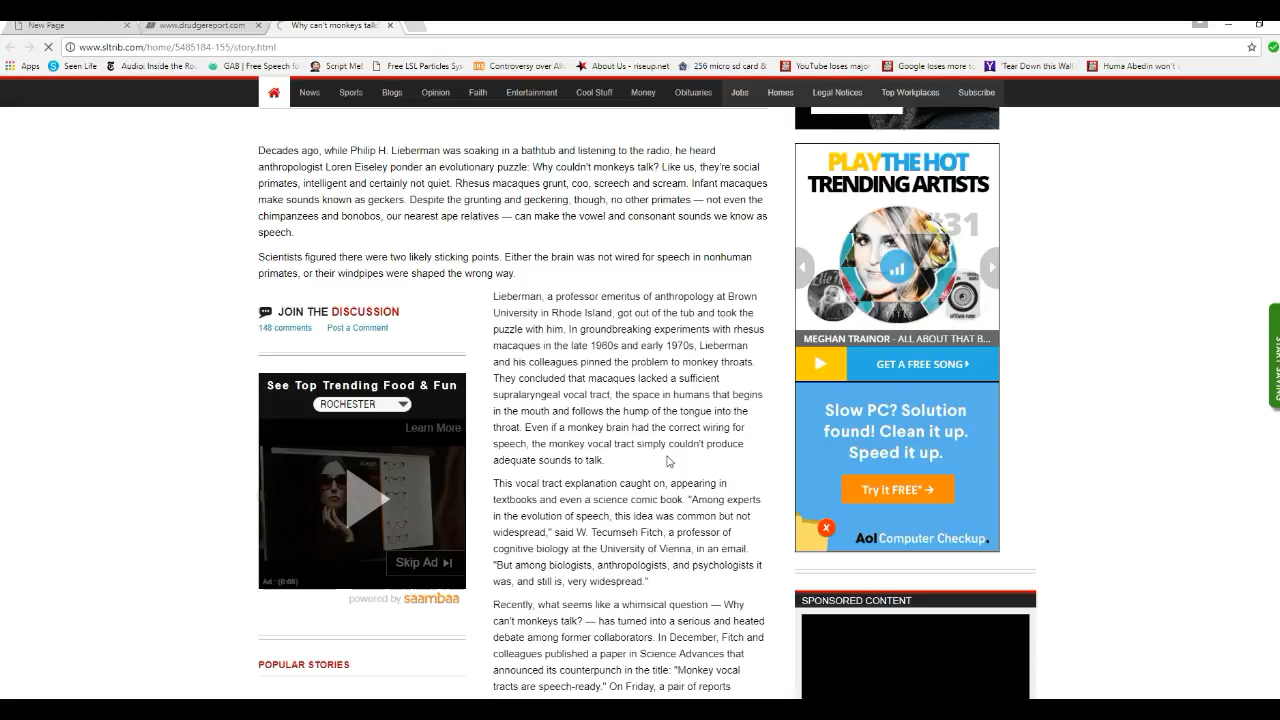 New Page
www.drudgereport.com
Why can't monkeys talk
www.sltrib.com/home/5485184-155/story.html
Apps
Seen Life
Audio: Inside the Ro
GAB | Free Speech fo
Script Me!
Free LSL Particles Sys
Controversy over
About Us - riseup.net
256 micro sd card &
YouTube loses major
Google loses more
'Tear Down this Wall
Huma Abedin won't
News
Sports
Blogs
Opinion
Faith
Entertainment
Cool Stuff
Money
Obituaries
Jobs
Homes
Legal Notices
Top Workplaces
Subscribe
Decades ago, while Philip H. Lieberman was soaking in a bathtub and listening to the radio, he heard
anthropologist Loren Eiseley ponder an evolutionary puzzle: Why couldn't monkeys talk? Like us, they're social
primates, intelligent and certainly not quiet. Rhesus macaques grunt, coo, screech and scream. Infant macaques
make sounds known as geckers. Despite the grunting and geckering, though, no other primates — not even the
chimpanzees and bonobos, our nearest ape relatives — can make the vowel and consonant sounds we know as
speech.
Scientists figured there were two likely sticking points. Either the brain was not wired for speech in nonhuman
primates, or their windpipes were shaped the wrong way.
JOIN THE DISCUSSION
148 comments Post a Comment
See Top Trending Food & Fun
ROCHESTER
Learn More
Skip Ad
Ad : (0:66)
powered by saambaa
POPULAR STORIES
Lieberman, a professor emeritus of anthropology at Brown
University in Rhode Island, got out of the tub and took the
puzzle with him. In groundbreaking experiments with rhesus
macaques in the late 1960s and early 1970s, Lieberman
and his colleagues pinned the problem to monkey throats.
They concluded that macaques lacked a sufficient
supralaryngeal vocal tract, the space in humans that begins
in the mouth and follows the hump of the tongue into the
throat. Even if a monkey brain had the correct wiring for
speech, the monkey vocal tract simply couldn't produce
adequate sounds to talk.
This vocal tract explanation caught on, appearing in
textbooks and even a science comic book. "Among experts
in the evolution of speech, this idea was common but not
widespread," said W. Tecumseh Fitch, a professor of
cognitive biology at the University of Vienna, in an email.
"But among biologists, anthropologists, and psychologists it
was, and still is, very widespread."
Recently, what seems like a whimsical question — Why
can't monkeys talk? — has turned into a serious and heated
debate among former collaborators. In December, Fitch and
colleagues published a paper in Science Advances that
announced its counterpunch in the title: "Monkey vocal
tracts are speech-ready." On Friday, a pair of reports
PLAY THE HOT
TRENDING ARTISTS
#31
MEGHAN TRAINOR - ALL ABOUT THAT B...
GET A FREE SONG
Slow PC? Solution
found! Clean it up.
Speed it up.
Try it FREE* →
Aol Computer Checkup.
SPONSORED CONTENT